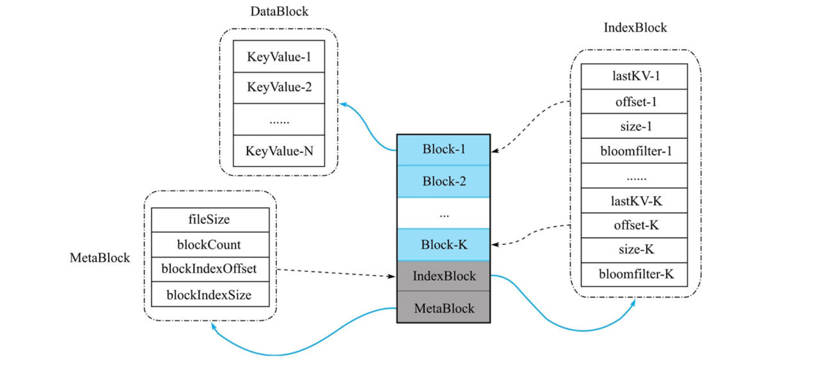 DataBlock
KeyValue-1
KeyValue-2
......
KeyValue-N
MetaBlock
fileSize
blockCount
blockIndexOffset
blockIndexSize
Block-1
Block-2
...
Block-K
IndexBlock
MetaBlock
IndexBlock
lastKV-1
offset-1
size-1
bloomfilter-1
......
lastKV-K
offset-K
size-K
bloomfilter-K